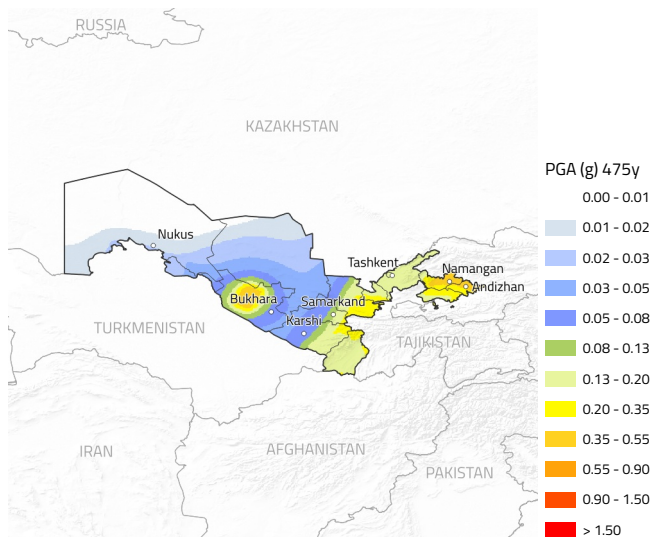 RUSSIA
KAZAKHSTAN
Nukus
Tashkent
Namangan
Andizhan
Bukhara
Samarkand
Karshi
TURKMENISTAN
TAJIKISTAN
IRAN
AFGHANISTAN
PAKISTAN
PGA (g) 475y
0.00 - 0.01
0.01 - 0.02
0.02 - 0.03
0.03 - 0.05
0.05 - 0.08
0.08 - 0.13
0.13 - 0.20
0.20 - 0.35
0.35 - 0.55
0.55 - 0.90
0.90 - 1.50
> 1.50